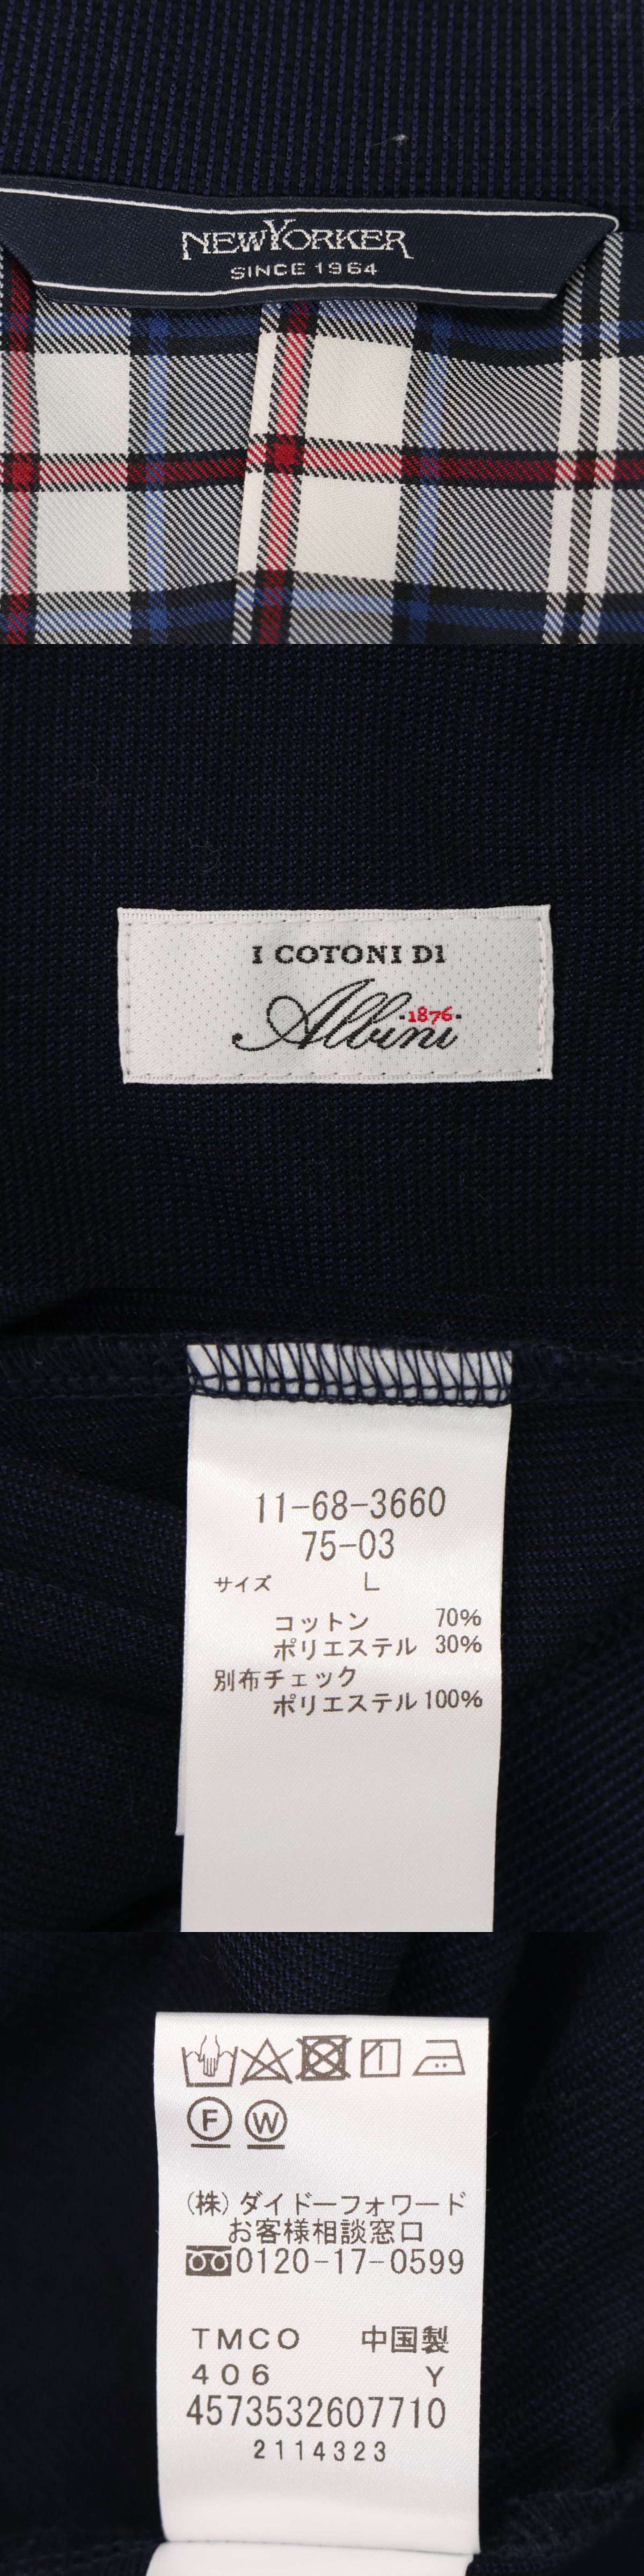 NEWYORKER
SINCE 1964
I COTONI DI
Albini 1876
11-68-3660
75-03
サイズ L
コットン 70%
ポリエステル 30%
別布チェック
ポリエステル100%
F W
(株)ダイドーフォワード
お客様相談窓口
0120-17-0599
TMCO 中国製
406 Y
4573532607710
2114323